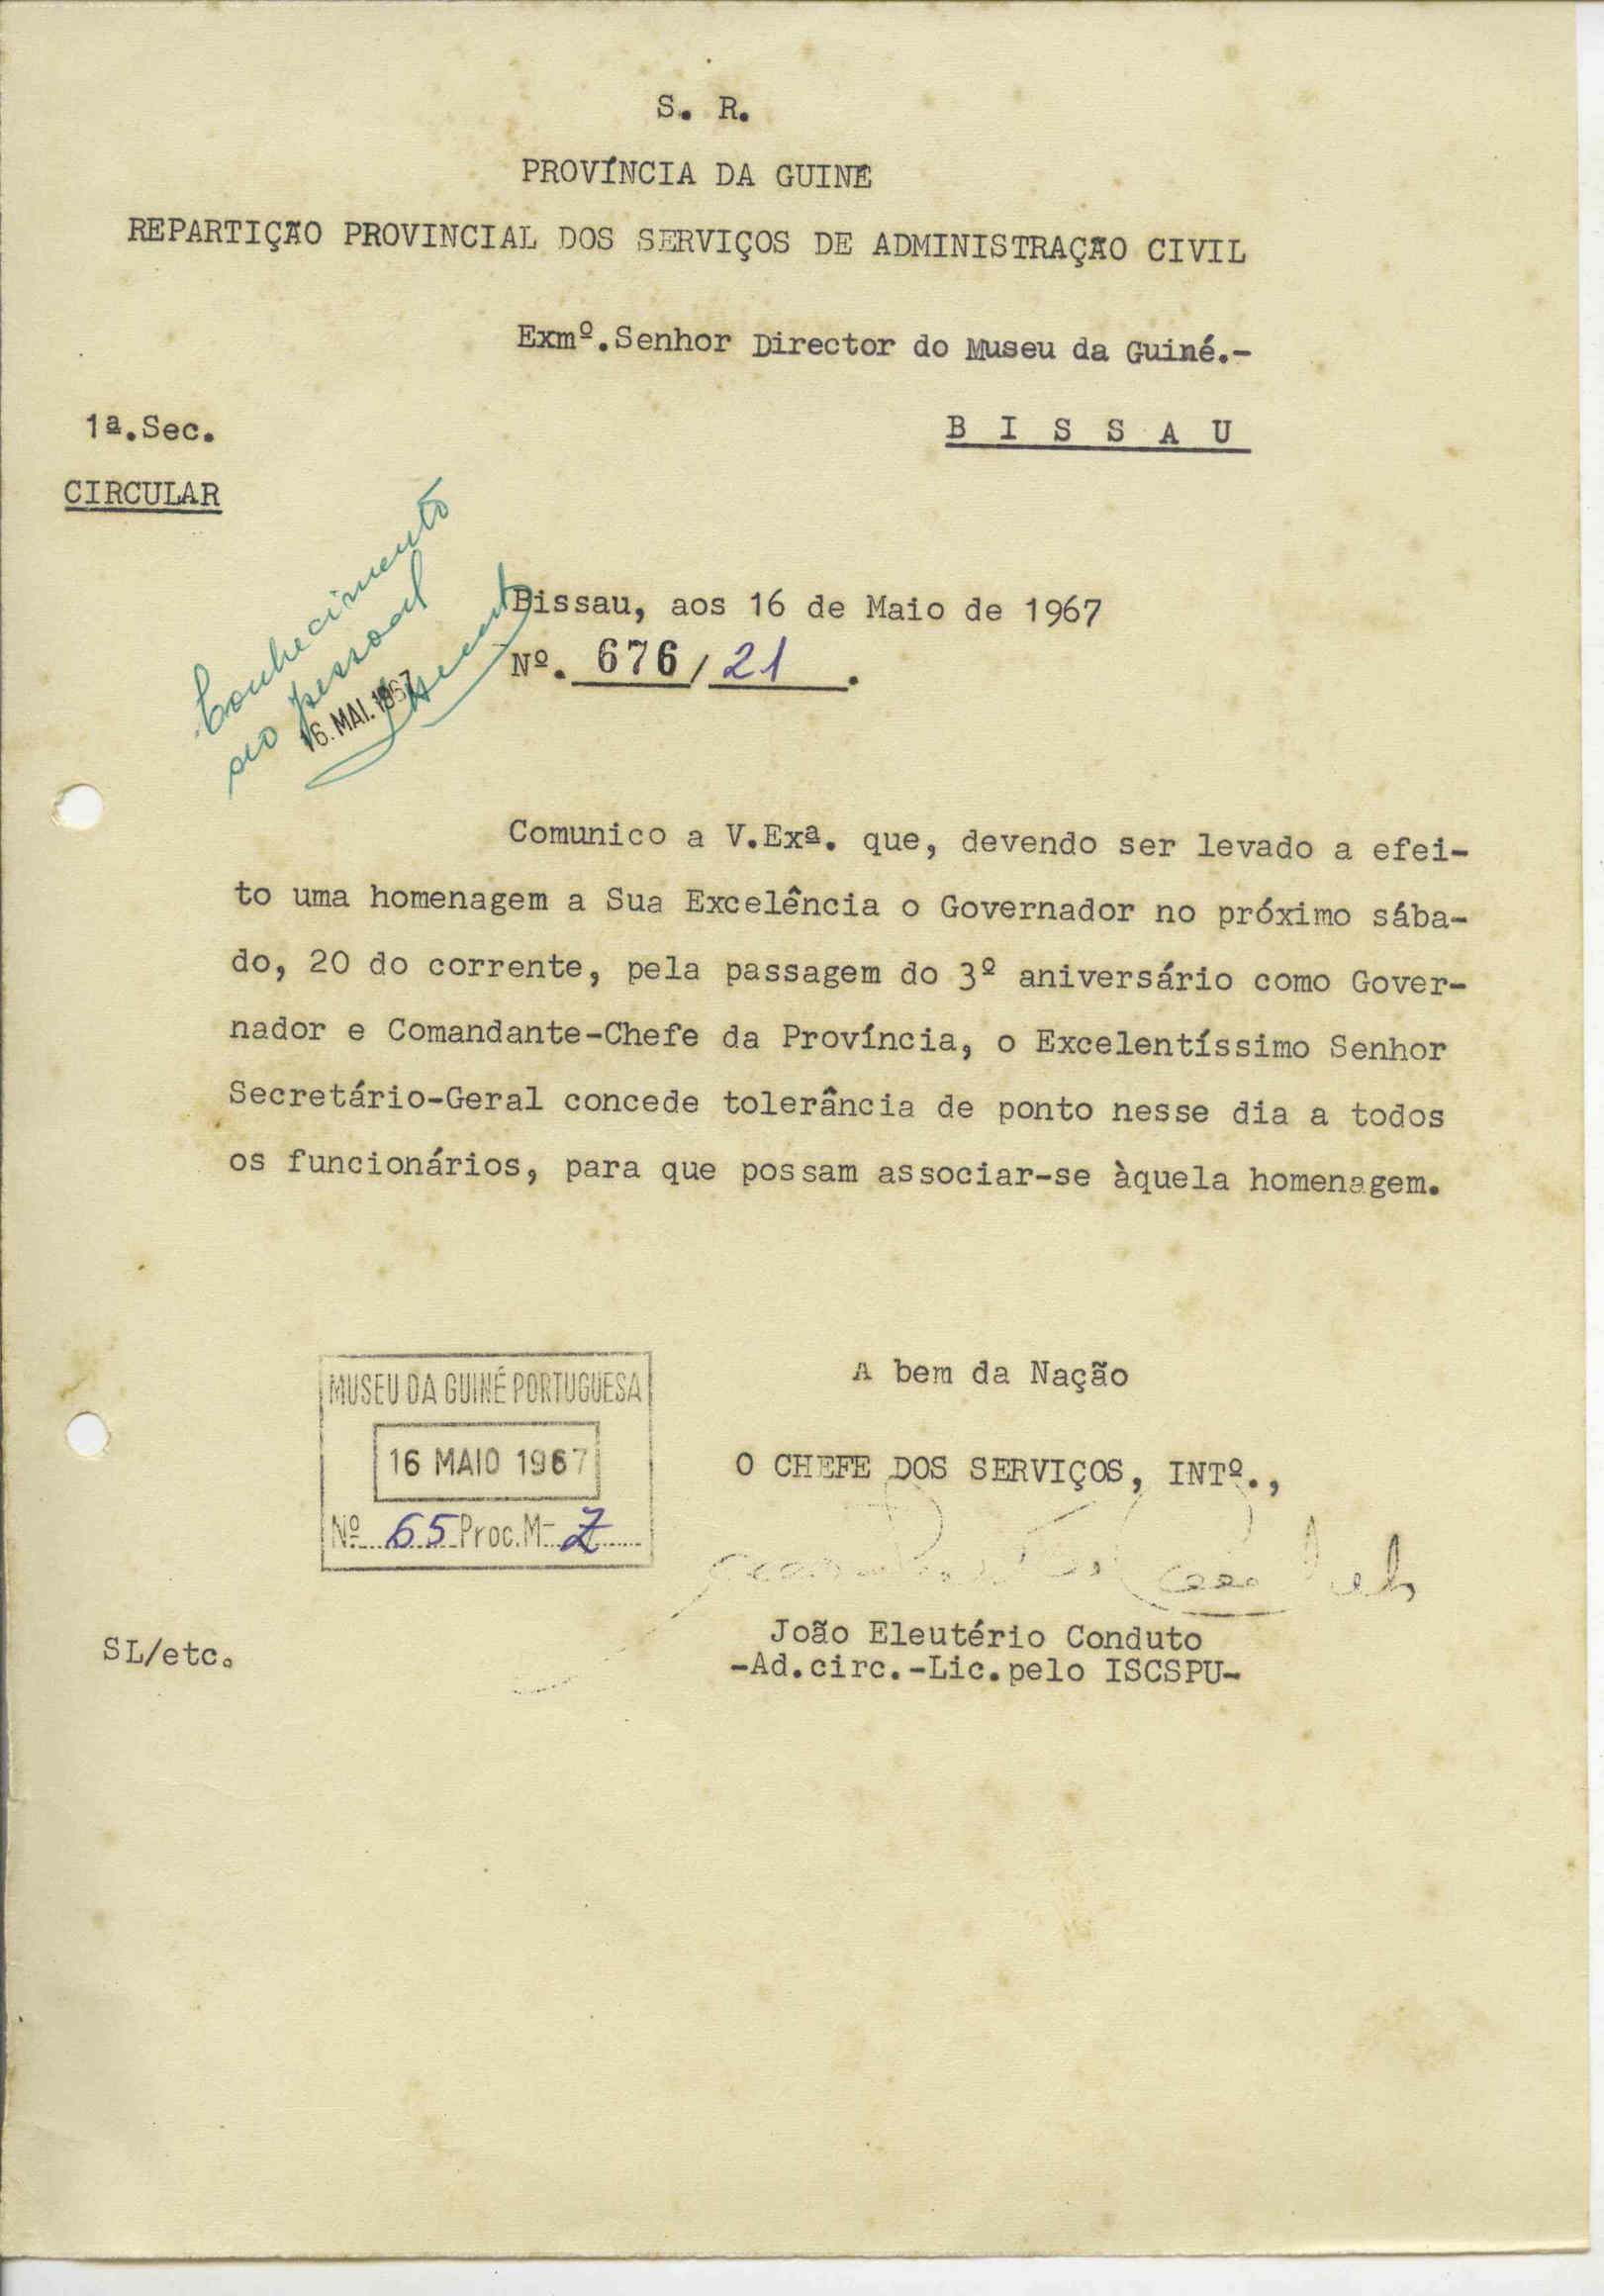 S. R.
PROVÍNCIA DA GUINÉ
REPARTIÇÃO PROVINCIAL DOS SERVIÇOS DE ADMINISTRAÇÃO CIVIL
Exmº.Senhor Director do Museu da Guiné.-
B I S S A U
1ª.Sec.
CIRCULAR
Conhecimento
ao pessoal
16. MAI. 1967
Bissau, aos 16 de Maio de 1967
Nº. 676/21.
Comunico a V.Exª. que, devendo ser levado a efei-
to uma homenagem a Sua Excelência o Governador no próximo sába-
do, 20 do corrente, pela passagem do 3º aniversário como Gover-
nador e Comandante-Chefe da Província, o Excelentíssimo Senhor
Secretário-Geral concede tolerância de ponto nesse dia a todos
os funcionários, para que possam associar-se àquela homenagem.
A bem da Nação
MUSEU DA GUINÉ PORTUGUESA
16 MAIO 1967
Nº 65 Proc. M-Z
O CHEFE DOS SERVIÇOS, INTº.,
João Eleutério Conduto
-Ad.circ.-Lic.pelo ISCSPU-
SL/etc.